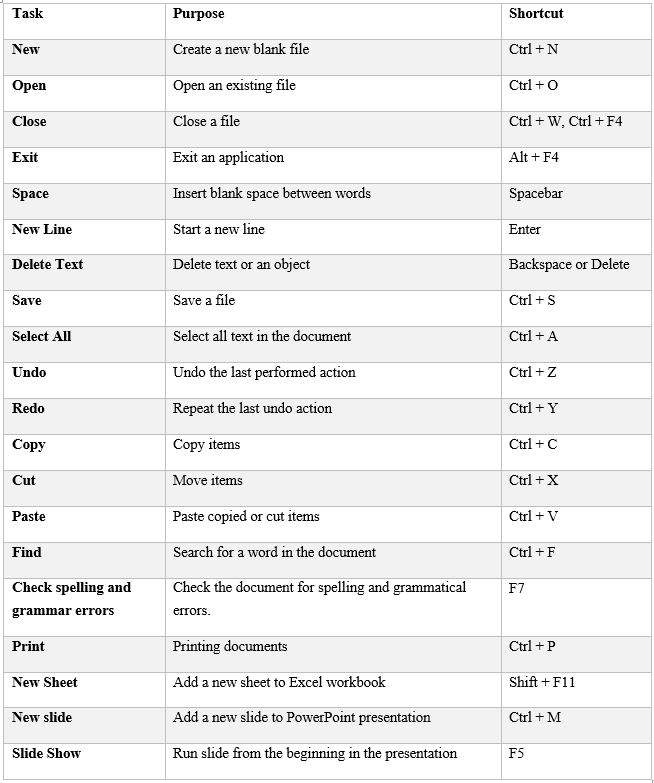 Task Purpose Shortcut
New Create a new blank file Ctrl + N
Open Open an existing file Ctrl + O
Close Close a file Ctrl + W, Ctrl + F4
Exit Exit an application Alt + F4
Space Insert blank space between words Spacebar
New Line Start a new line Enter
Delete Text Delete text or an object Backspace or Delete
Save Save a file Ctrl + S
Select All Select all text in the document Ctrl + A
Undo Undo the last performed action Ctrl + Z
Redo Repeat the last undo action Ctrl + Y
Copy Copy items Ctrl + C
Cut Move items Ctrl + X
Paste Paste copied or cut items Ctrl + V
Find Search for a word in the document Ctrl + F
Check spelling and Check the document for spelling and grammatical F7
grammar errors errors.
Print Printing documents Ctrl + P
New Sheet Add a new sheet to Excel workbook Shift + F11
New slide Add a new slide to PowerPoint presentation Ctrl + M
Slide Show Run slide from the beginning in the presentation F5